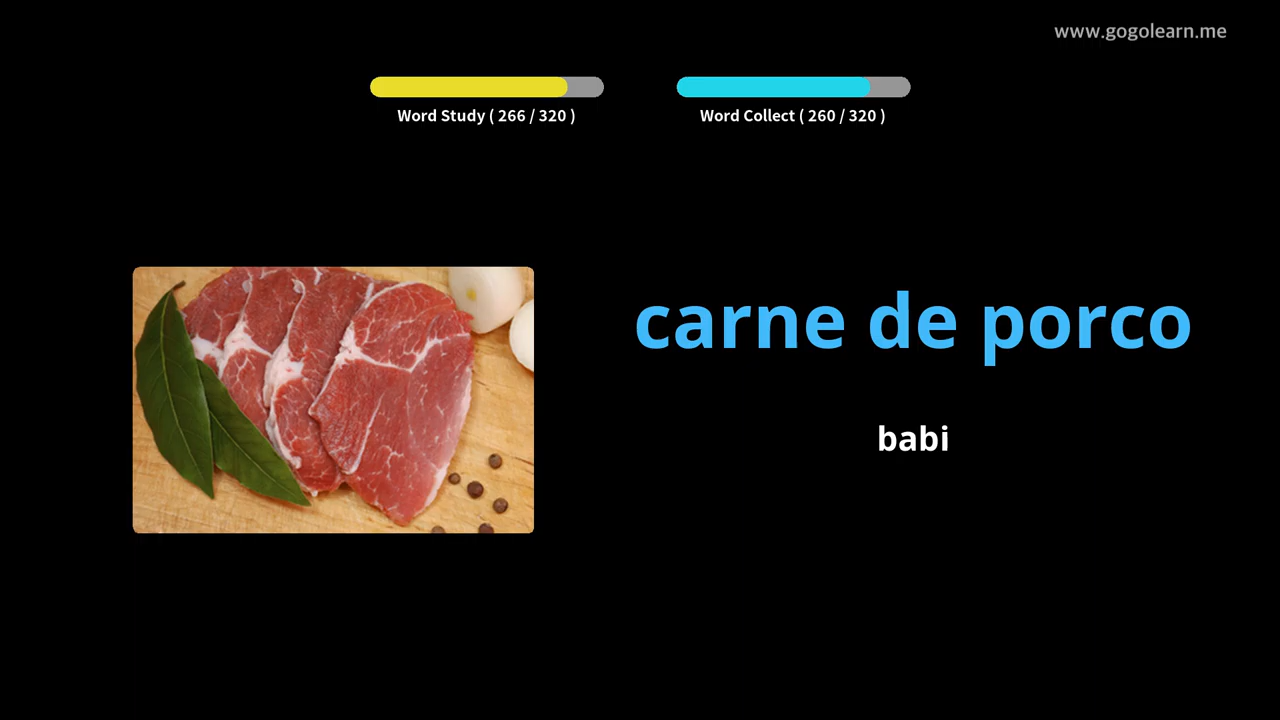 www.gogolearn.me
Word Study ( 266 / 320 )
Word Collect ( 260 / 320 )
carne de porco
babi